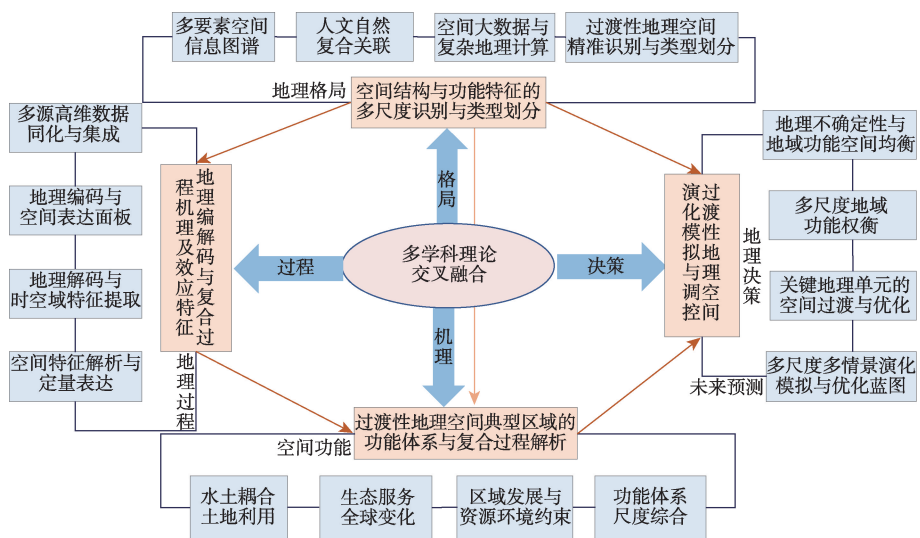 多要素空间
信息图谱
人文自然
复合关联
空间大数据与
复杂地理计算
过渡性地理空间
精准识别与类型划分
地理格局
空间结构与功能特征的
多尺度识别与类型划分
多源高维数据
同化与集成
地理编码与
空间表达面板
地理解码与
时空域特征提取
空间特征解析与
定量表达
地理编解码与复合过
程机理及效应特征
地理过程
格局
过程
多学科理论
交叉融合
决策
机理
过渡性地理空间
演化模拟与调控
地理决策
地理不确定性与
地域功能空间均衡
多尺度地域
功能权衡
关键地理单元的
空间过渡与优化
多尺度多情景演化
模拟与优化蓝图
未来预测
过渡性地理空间典型区域的
功能体系与复合过程解析
空间功能
水土耦合
土地利用
生态服务
全球变化
区域发展与
资源环境约束
功能体系
尺度综合